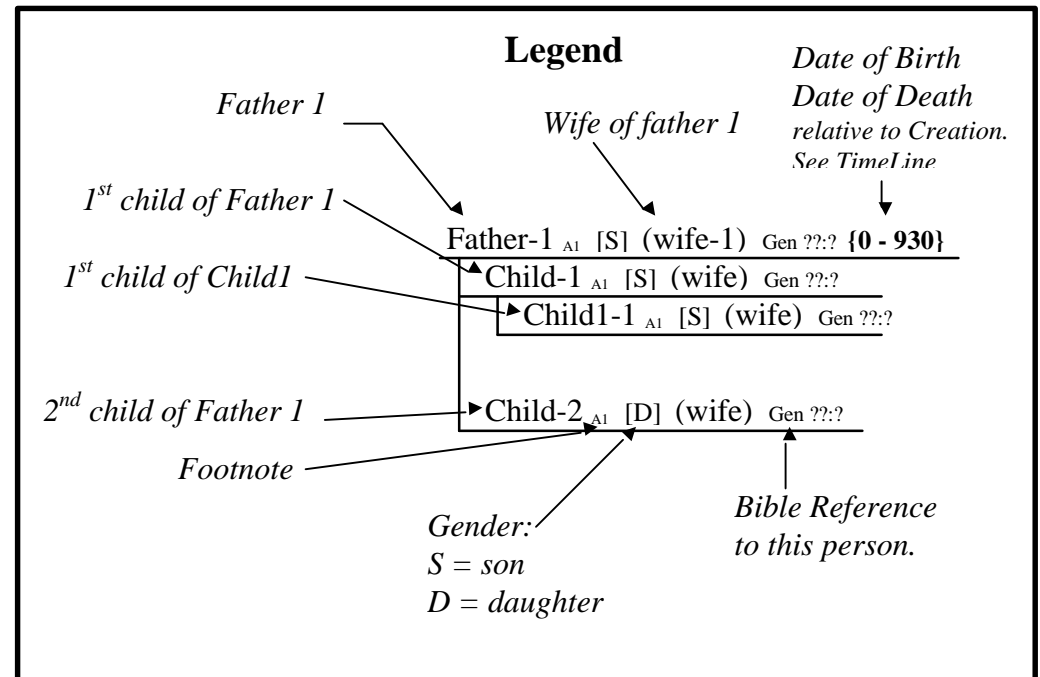 Legend
Date of Birth
Date of Death
relative to Creation.
See TimeLine
Father 1
Wife of father 1
1st child of Father 1
Father-1 A1 [S] (wife-1) Gen ??:? {0 - 930}
1st child of Child1
Child-1 A1 [S] (wife) Gen ??:?
Child1-1 A1 [S] (wife) Gen ??:?
2nd child of Father 1
Child-2 A1 [D] (wife) Gen ??:?
Footnote
Gender:
S = son
D = daughter
Bible Reference
to this person.